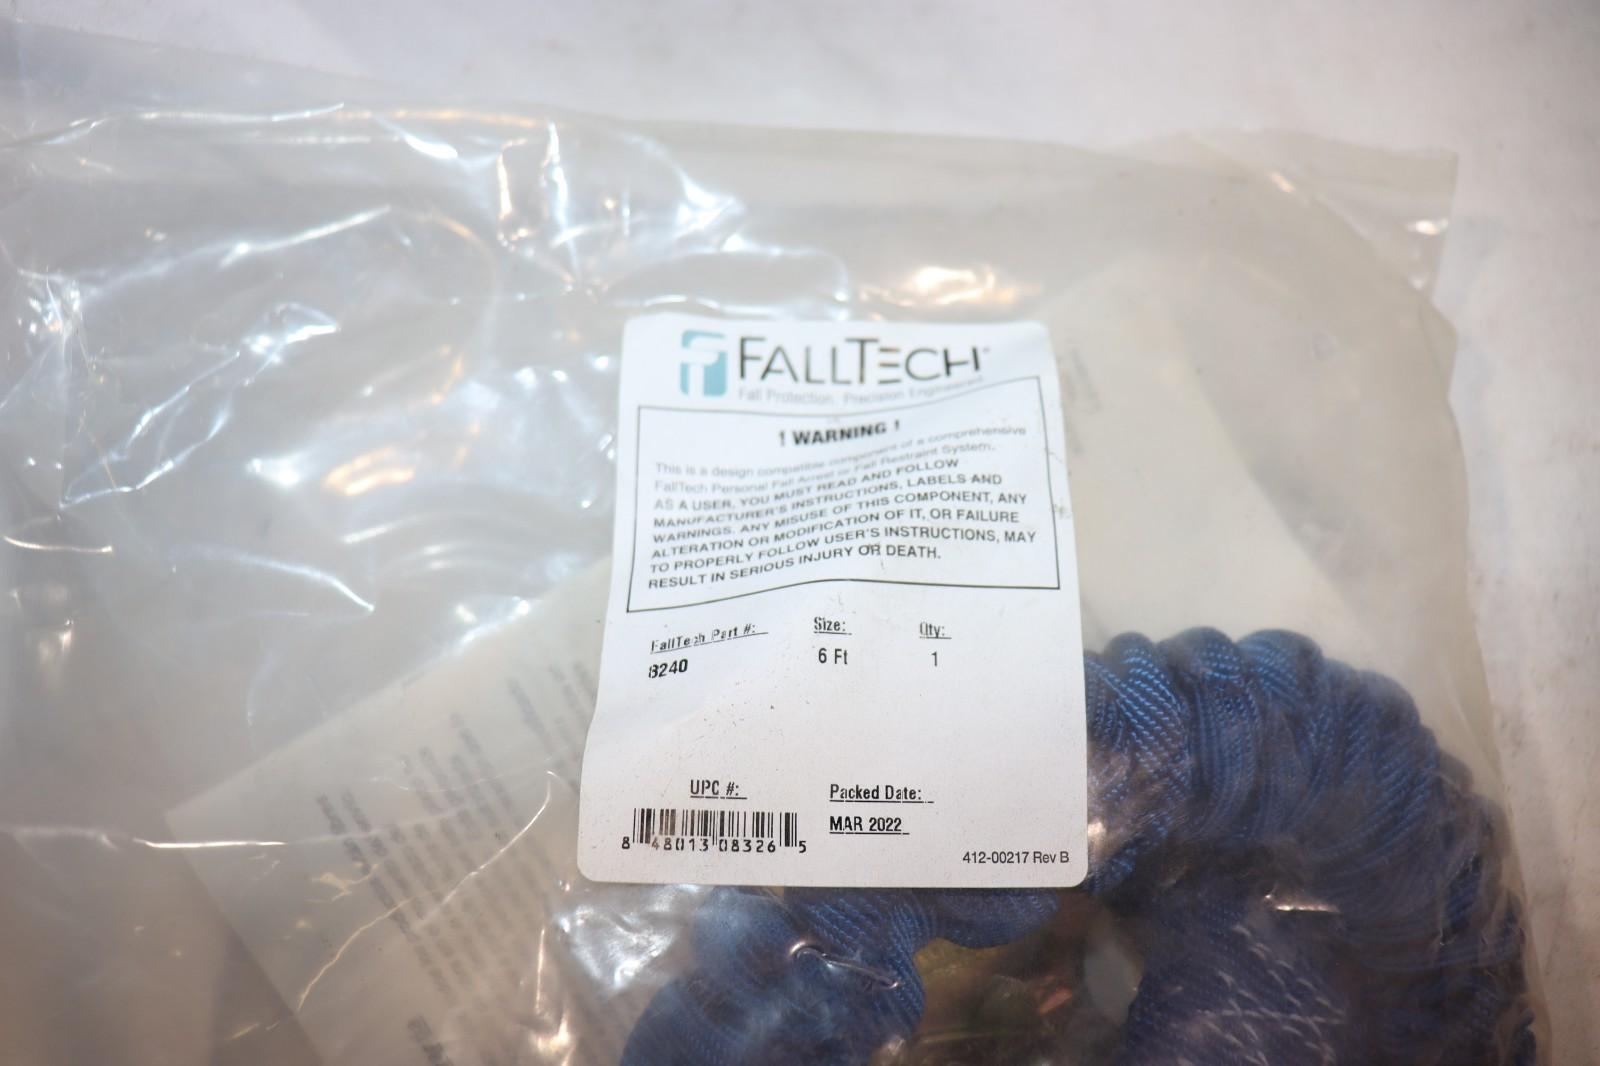 FALLTECH
Fall Protection. Precision Engineered.
! WARNING !
This is a design compatible component of a comprehensive
FallTech Personal Fall Arrest or Fall Restraint System.
AS A USER, YOU MUST READ AND FOLLOW
MANUFACTURER'S INSTRUCTIONS, LABELS AND
WARNINGS. ANY MISUSE OF THIS COMPONENT, ANY
ALTERATION OR MODIFICATION OF IT, OR FAILURE
TO PROPERLY FOLLOW USER'S INSTRUCTIONS, MAY
RESULT IN SERIOUS INJURY OR DEATH.
FallTech Part #: Size: Qty:
8240 6 Ft 1
UPC #: Packed Date:
MAR 2022
8 48013 08326 5
412-00217 Rev B